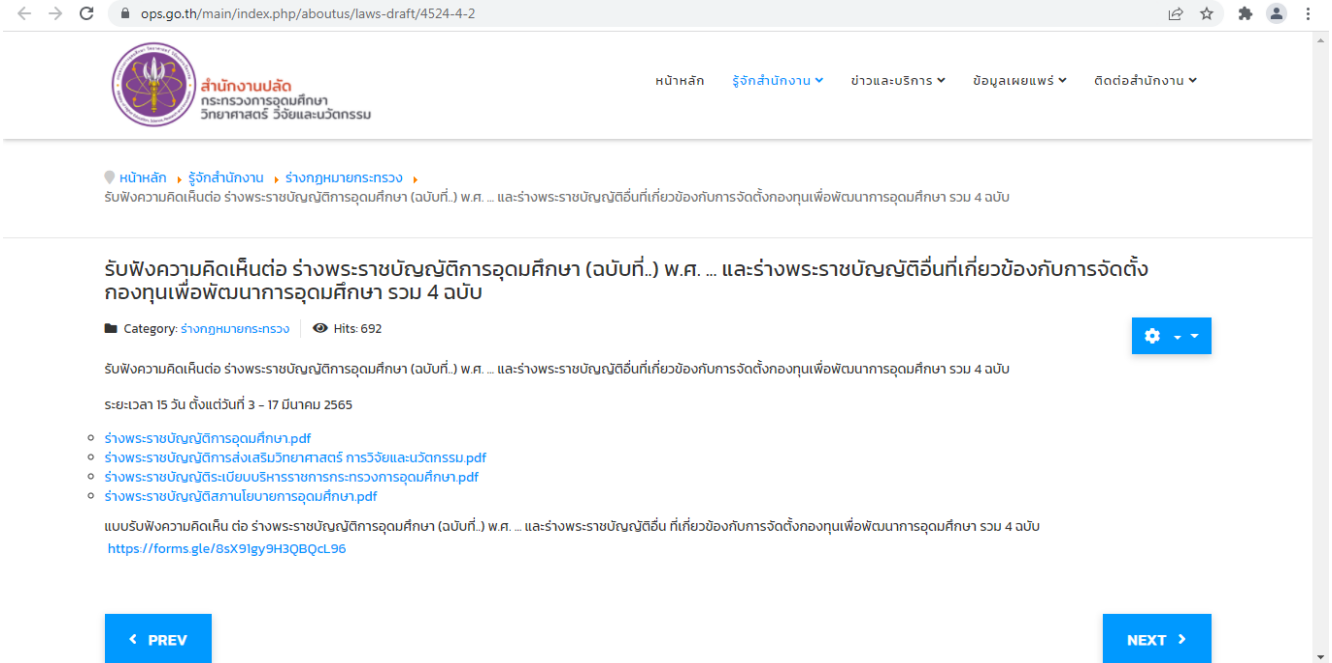 ops.go.th/main/index.php/aboutus/laws-draft/4524-4-2
สำนักงานปลัด
กระทรวงการอุดมศึกษา
วิทยาศาสตร์ วิจัยและนวัตกรรม
หน้าหลัก รู้จักสำนักงาน ข่าวและบริการ ข้อมูลเผยแพร่ ติดต่อสำนักงาน
หน้าหลัก รู้จักสำนักงาน ร่างกฎหมายกระทรวง
รับฟังความคิดเห็นต่อ ร่างพระราชบัญญัติการอุดมศึกษา (ฉบับที่..) พ.ศ. ... และร่างพระราชบัญญัติอื่นที่เกี่ยวข้องกับการจัดตั้งกองทุนเพื่อพัฒนาการอุดมศึกษา รวม 4 ฉบับ
รับฟังความคิดเห็นต่อ ร่างพระราชบัญญัติการอุดมศึกษา (ฉบับที่..) พ.ศ. ... และร่างพระราชบัญญัติอื่นที่เกี่ยวข้องกับการจัดตั้ง
กองทุนเพื่อพัฒนาการอุดมศึกษา รวม 4 ฉบับ
Category: ร่างกฎหมายกระทรวง Hits: 692
รับฟังความคิดเห็นต่อ ร่างพระราชบัญญัติการอุดมศึกษา (ฉบับที่..) พ.ศ. ... และร่างพระราชบัญญัติอื่นที่เกี่ยวข้องกับการจัดตั้งกองทุนเพื่อพัฒนาการอุดมศึกษา รวม 4 ฉบับ
ระยะเวลา 15 วัน ตั้งแต่วันที่ 3 - 17 มีนาคม 2565
ร่างพระราชบัญญัติการอุดมศึกษา.pdf
ร่างพระราชบัญญัติการส่งเสริมวิทยาศาสตร์ การวิจัยและนวัตกรรม.pdf
ร่างพระราชบัญญัติระเบียบบริหารราชการกระทรวงการอุดมศึกษา.pdf
ร่างพระราชบัญญัติสภานโยบายการอุดมศึกษา.pdf
แบบรับฟังความคิดเห็น ต่อ ร่างพระราชบัญญัติการอุดมศึกษา (ฉบับที่..) พ.ศ. ... และร่างพระราชบัญญัติอื่น ที่เกี่ยวข้องกับการจัดตั้งกองทุนเพื่อพัฒนาการอุดมศึกษา รวม 4 ฉบับ
https://forms.gle/8sX91gy9H3QBQcL96
PREV
NEXT